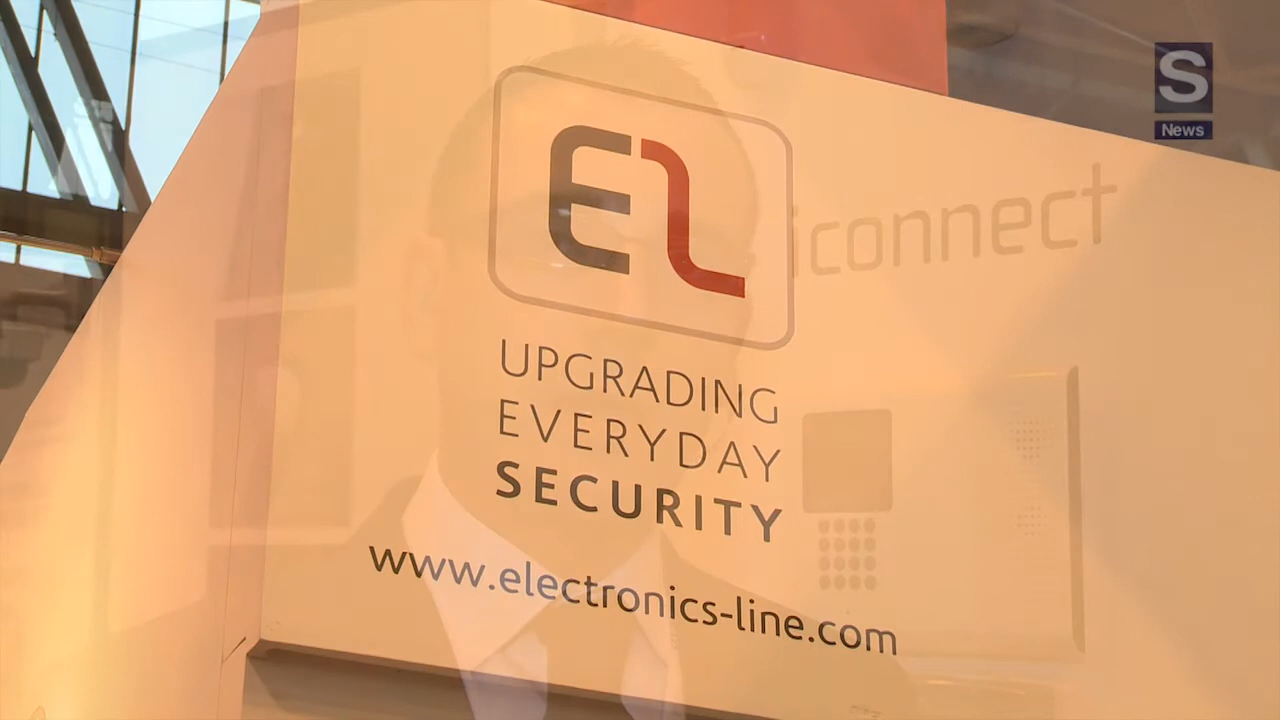 S
News
EL
iconnect
UPGRADING
EVERYDAY
SECURITY
www.electronics-line.com